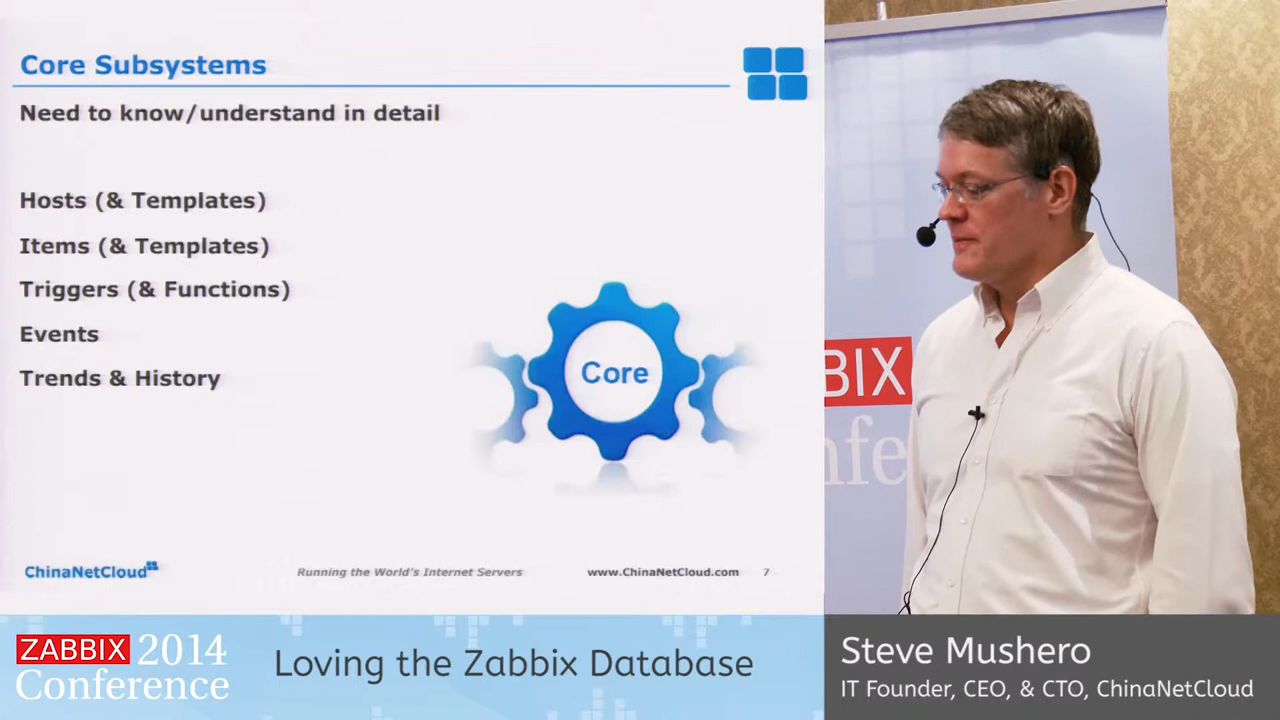 Core Subsystems
Need to know/understand in detail
Hosts (& Templates)
Items (& Templates)
Triggers (& Functions)
Events
Trends & History
Core
ChinaNetCloud
Running the World's Internet Servers
www.ChinaNetCloud.com
7
BIX
nfe
ZABBIX 2014
Conference
Loving the Zabbix Database
Steve Mushero
IT Founder, CEO, & CTO, ChinaNetCloud